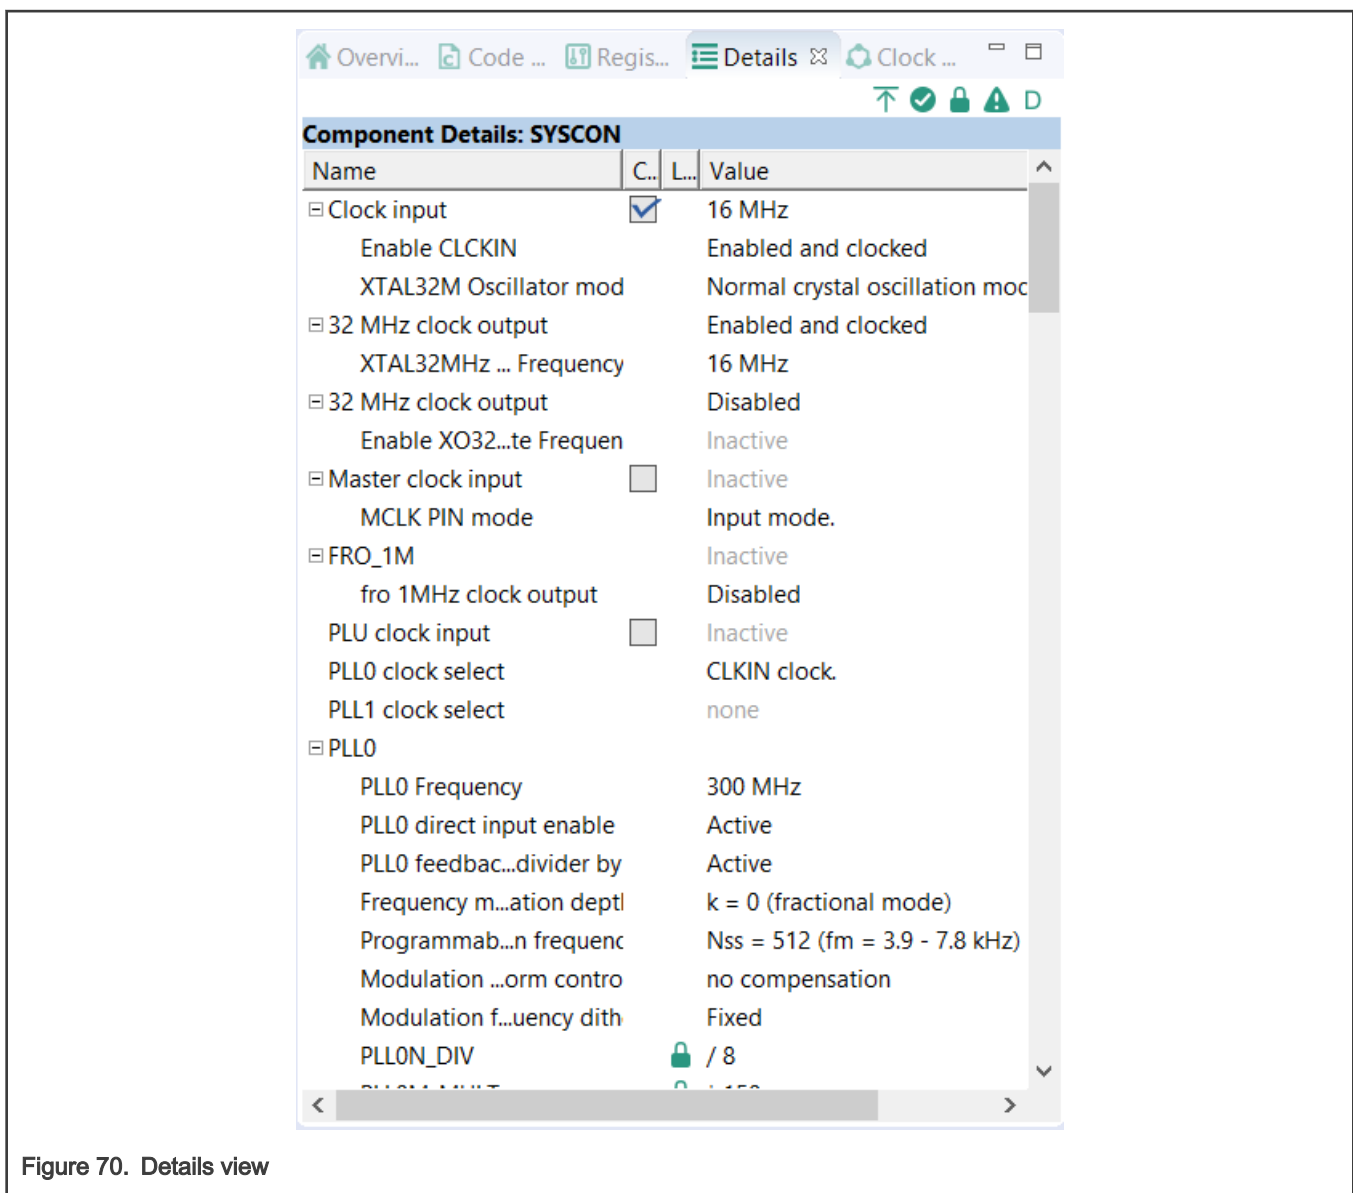 Overvi... Code ... Regis... Details Clock ...
D
Component Details: SYSCON
Name C.. L... Value
Clock input 16 MHz
Enable CLCKIN Enabled and clocked
XTAL32M Oscillator mod Normal crystal oscillation moc
32 MHz clock output Enabled and clocked
XTAL32MHz ... Frequency 16 MHz
32 MHz clock output Disabled
Enable XO32...te Frequen Inactive
Master clock input Inactive
MCLK PIN mode Input mode.
FRO_1M Inactive
fro 1MHz clock output Disabled
PLU clock input Inactive
PLL0 clock select CLKIN clock.
PLL1 clock select none
PLL0
PLL0 Frequency 300 MHz
PLL0 direct input enable Active
PLL0 feedbac...divider by Active
Frequency m...ation deptl k = 0 (fractional mode)
Programmab...n frequenc Nss = 512 (fm = 3.9 - 7.8 kHz)
Modulation ...orm contro no compensation
Modulation f...uency dith Fixed
PLL0N_DIV / 8
Figure 70. Details view